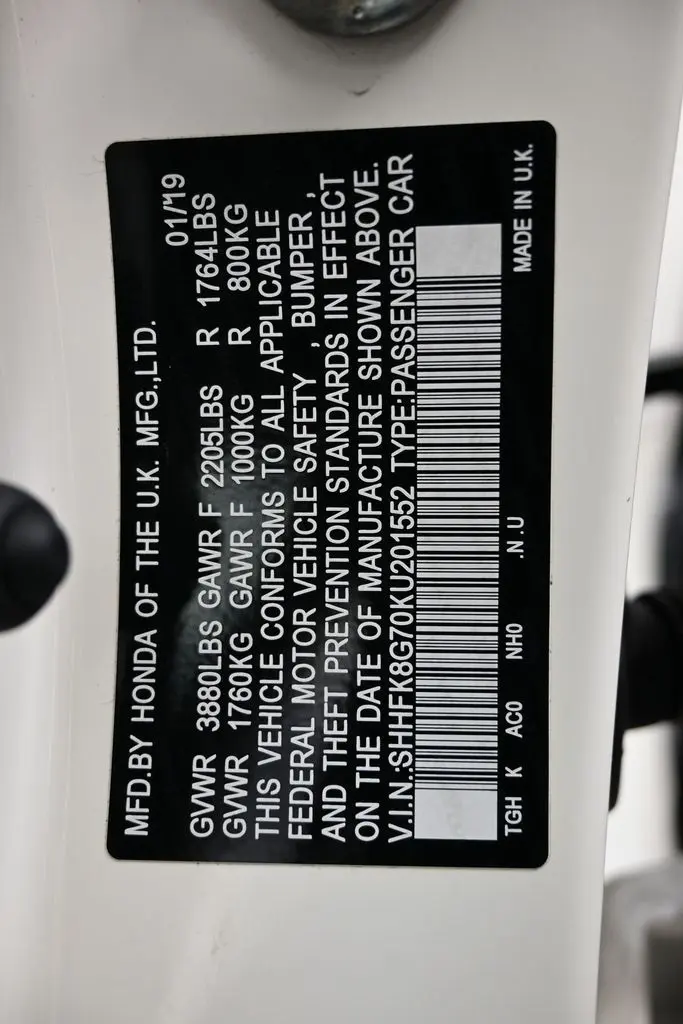 MFD.BY HONDA OF THE U.K. MFG.,LTD.
01/19
GVWR 3880LBS GAWR F 2205LBS R 1764LBS
GVWR 1760KG GAWR F 1000KG R 800KG
THIS VEHICLE CONFORMS TO ALL APPLICABLE
FEDERAL MOTOR VEHICLE SAFETY , BUMPER ,
AND THEFT PREVENTION STANDARDS IN EFFECT
ON THE DATE OF MANUFACTURE SHOWN ABOVE.
V.I.N.:SHHFK8G70KU201552 TYPE:PASSENGER CAR
TGH K AC0 NH0 .N.U MADE IN U.K.